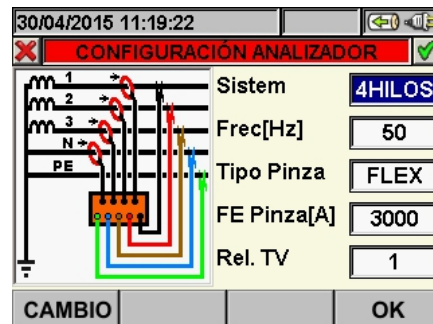 30/04/2015 11:19:22
CONFIGURACIÓN ANALIZADOR
1
2
3
N
PE
Sistem 4HILOS
Frec[Hz] 50
Tipo Pinza FLEX
FE Pinza[A] 3000
Rel. TV 1
CAMBIO OK